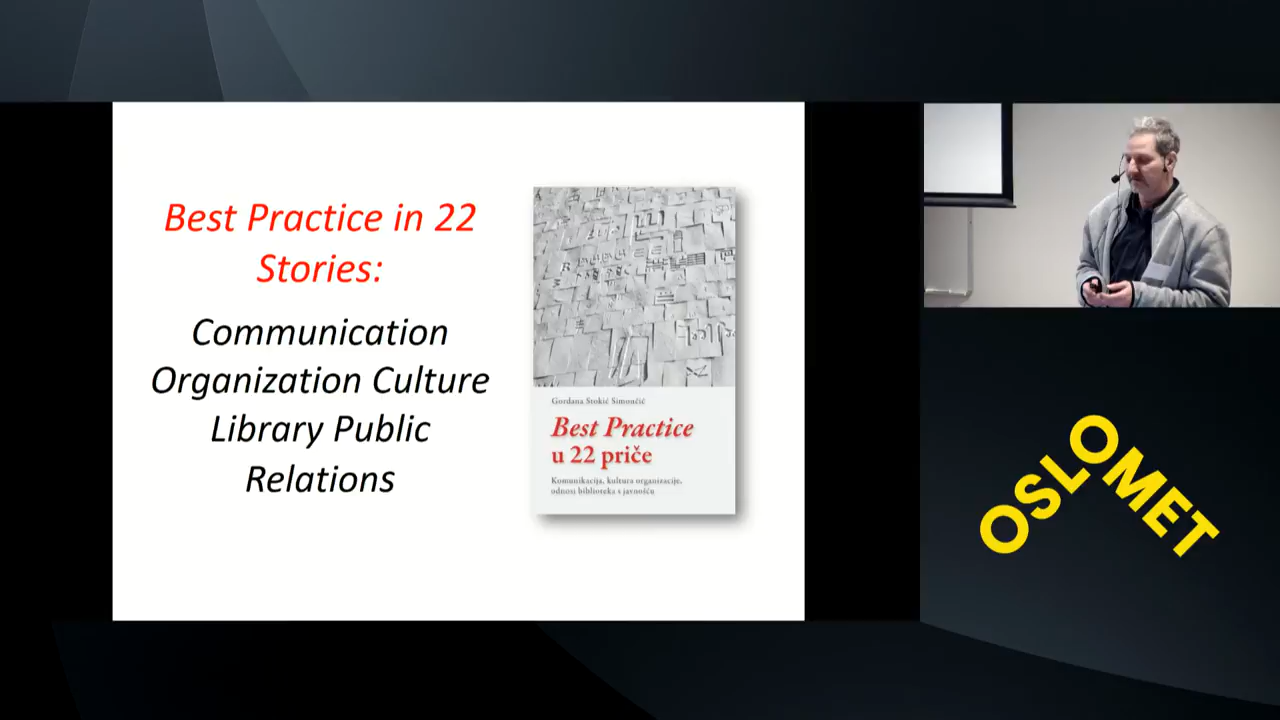 Best Practice in 22
Stories:
Communication
Organization Culture
Library Public
Relations
Gordana Stokić Simončić
Best Practice
u 22 priče
Komunikacija, kultura organizacije,
odnosi biblioteka s javnošću
OSLOMET